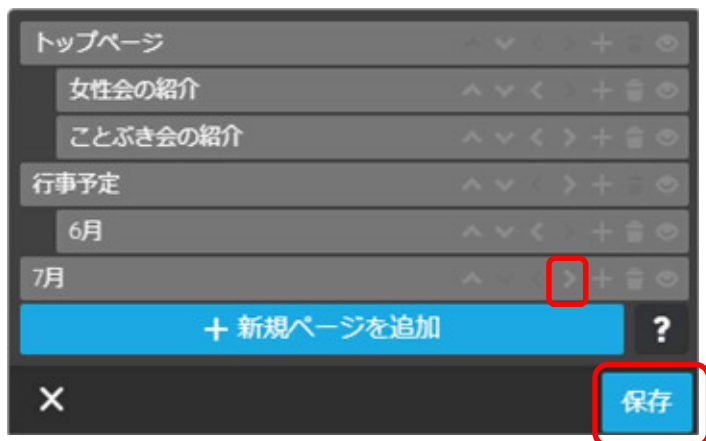 トップページ
女性会の紹介
ことぶき会の紹介
行事予定
6月
7月
+ 新規ページを追加 ?
× 保存